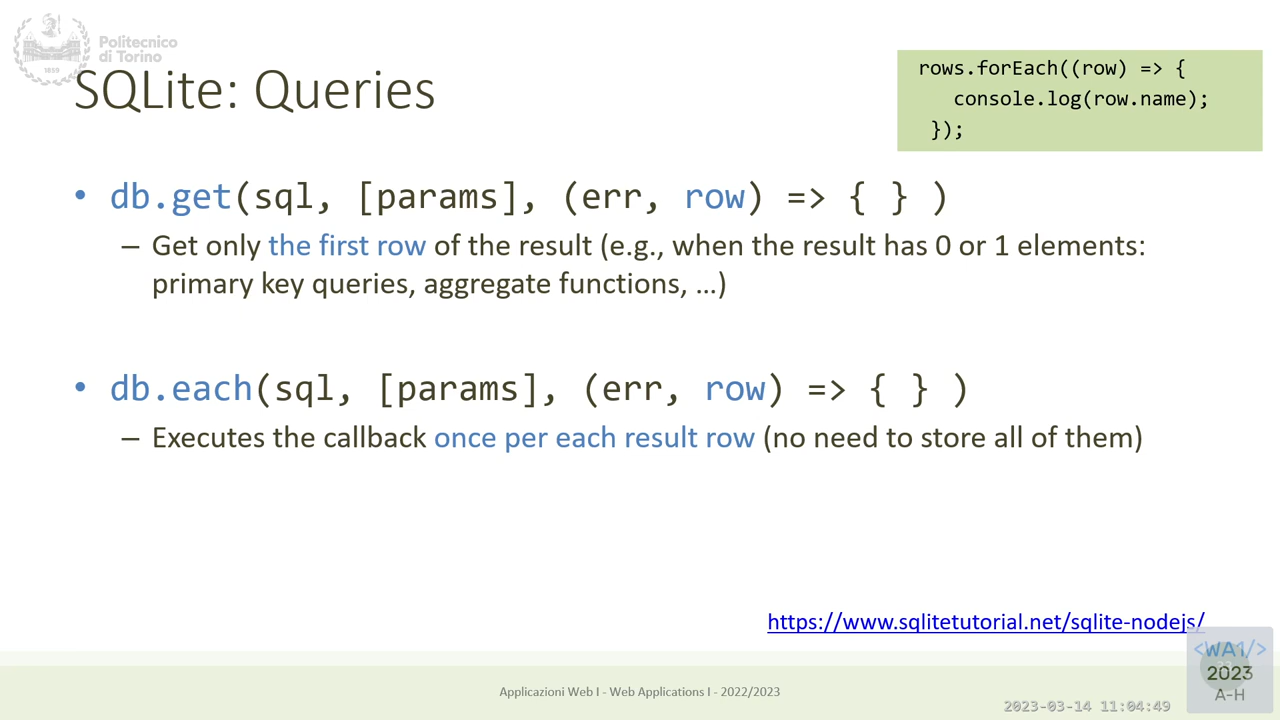 Politecnico
di Torino
1859
SQLite: Queries
rows.forEach((row) => {
console.log(row.name);
});
• db.get(sql, [params], (err, row) => { } )
– Get only the first row of the result (e.g., when the result has 0 or 1 elements:
primary key queries, aggregate functions, …)
• db.each(sql, [params], (err, row) => { } )
– Executes the callback once per each result row (no need to store all of them)
https://www.sqlitetutorial.net/sqlite-nodejs/
<WA1/>
2023
A-H
Applicazioni Web I - Web Applications I - 2022/2023
2023-03-14 11:04:49